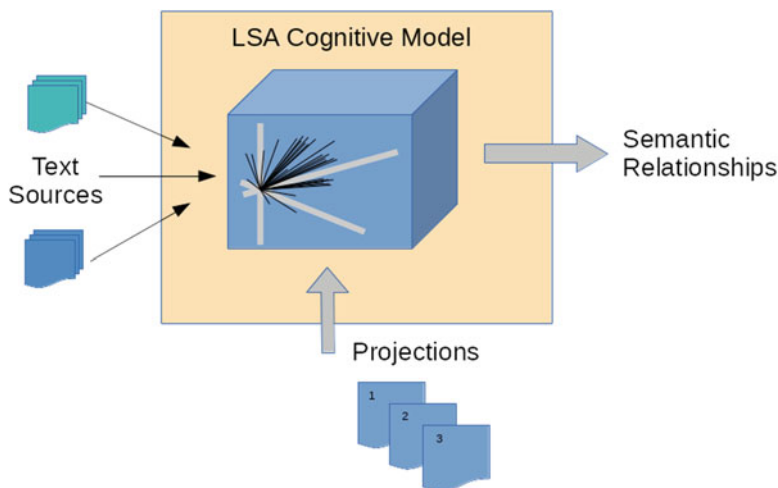 LSA Cognitive Model
Text
Sources
Semantic
Relationships
Projections
1
2
3